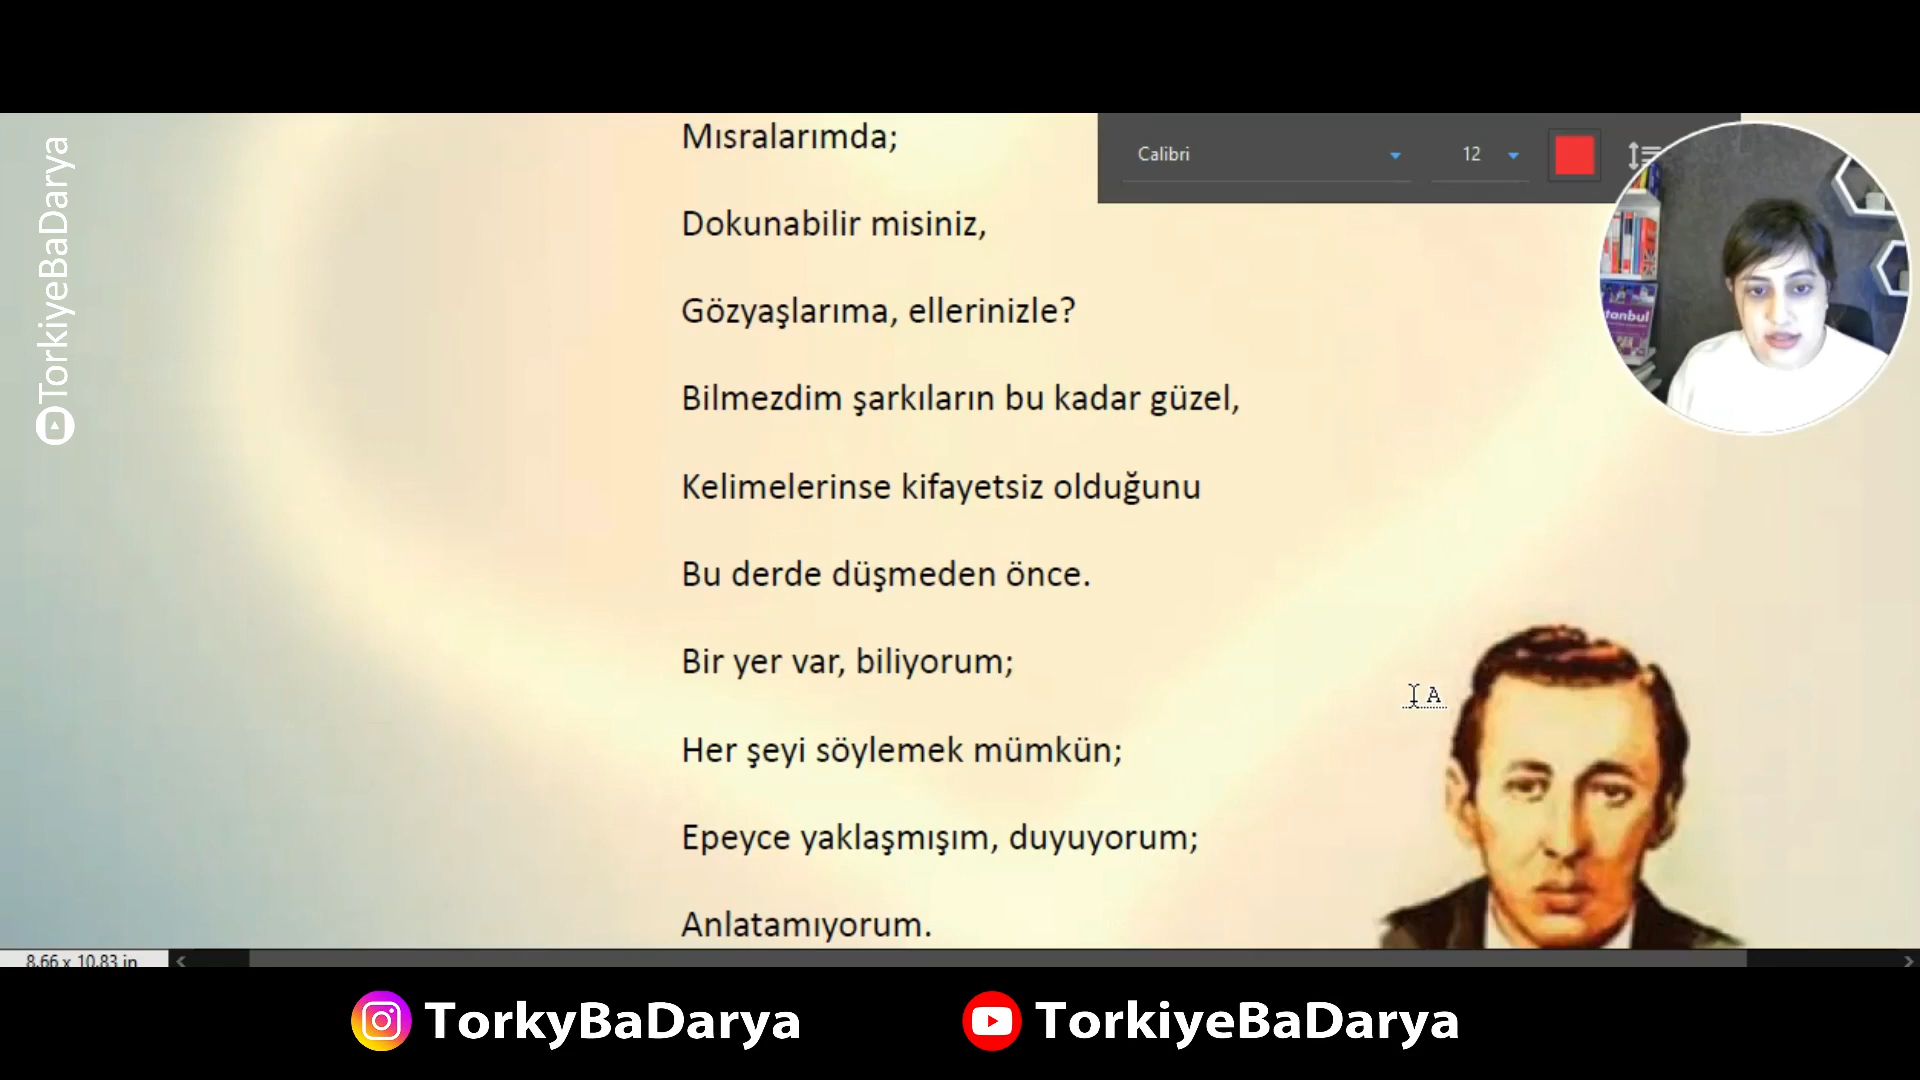 TorkiyeBaDarya
Mısralarımda;
Calibri
12
Dokunabilir misiniz,
Gözyaşlarıma, ellerinizle?
tanbul
Bilmezdim şarkıların bu kadar güzel,
Kelimelerinse kifayetsiz olduğunu
Bu derde düşmeden önce.
Bir yer var, biliyorum;
A
Her şeyi söylemek mümkün;
Epeyce yaklaşmışım, duyuyorum;
Anlatamıyorum.
8.66 x 10.83 in
TorkyBaDarya
TorkiyeBaDarya